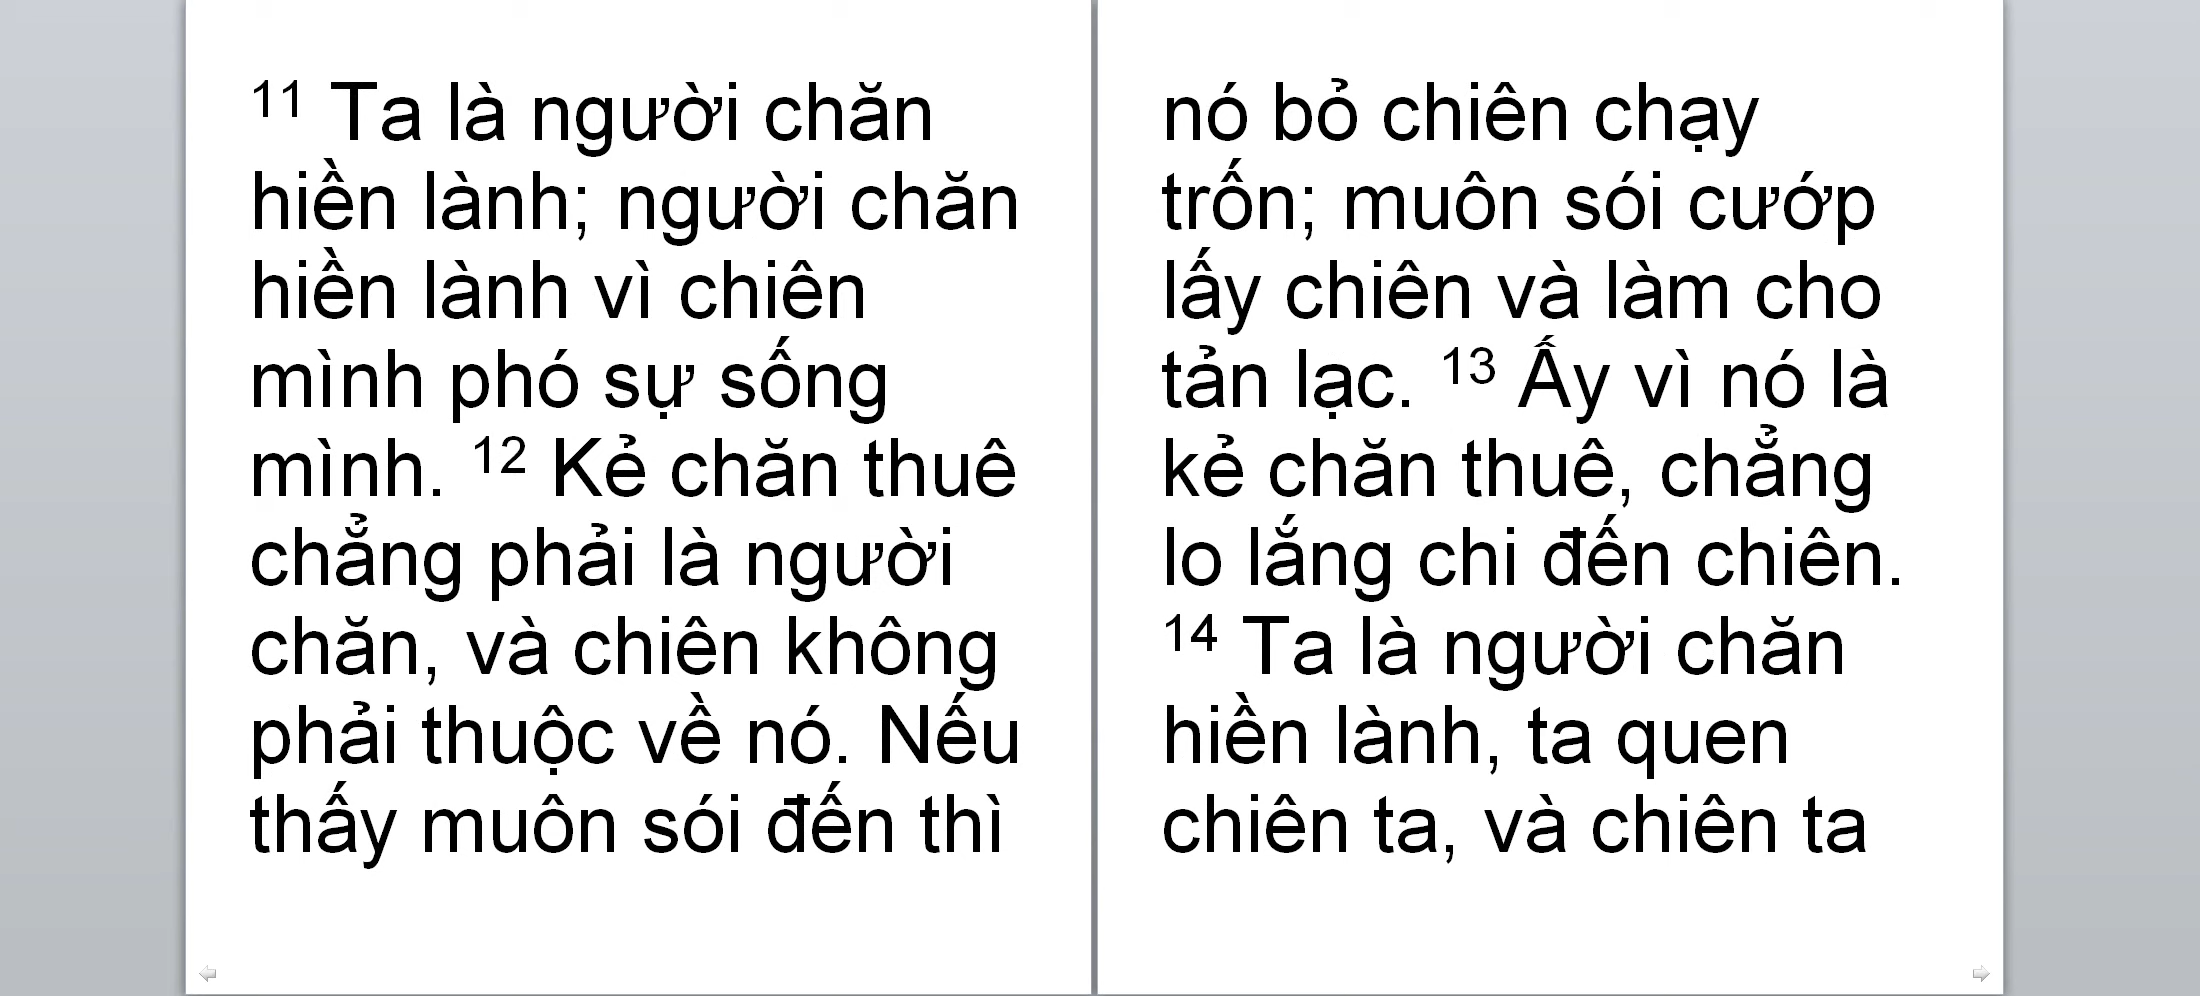 11 Ta là người chăn
hiền lành; người chăn
hiền lành vì chiên
mình phó sự sống
mình. 12 Kẻ chăn thuê
chẳng phải là người
chăn, và chiên không
phải thuộc về nó. Nếu
thấy muôn sói đến thì
nó bỏ chiên chạy
trốn; muôn sói cướp
lấy chiên và làm cho
tản lạc. 13 Ấy vì nó là
kẻ chăn thuê, chẳng
lo lắng chi đến chiên.
14 Ta là người chăn
hiền lành, ta quen
chiên ta, và chiên ta